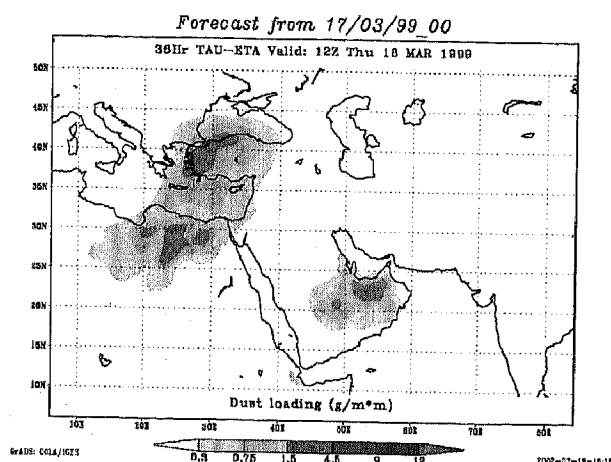 Forecast from 17/03/99_00
36Hr TAU-ETA Valid: 12Z Thu 18 MAR 1999
50N
45N
40N
35N
30N
25N
20N
15N
10N
10E 20E 30E 40E 50E 60E 70E 80E
Dust loading (g/m*m)
0.3 0.75 1.5 4.5 9 12
GrADS: COLA/IGES